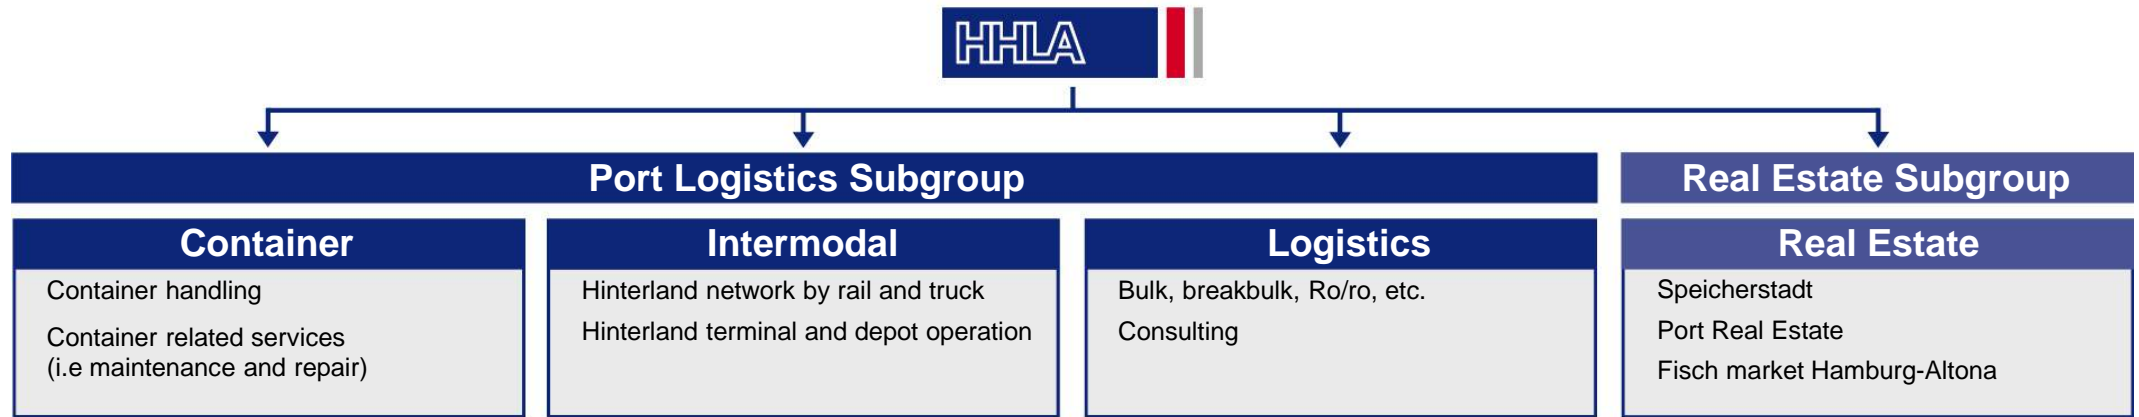 HHLA
Port Logistics Subgroup
Real Estate Subgroup
Container
Container handling
Container related services
(i.e maintenance and repair)
Intermodal
Hinterland network by rail and truck
Hinterland terminal and depot operation
Logistics
Bulk, breakbulk, Ro/ro, etc.
Consulting
Real Estate
Speicherstadt
Port Real Estate
Fisch market Hamburg-Altona